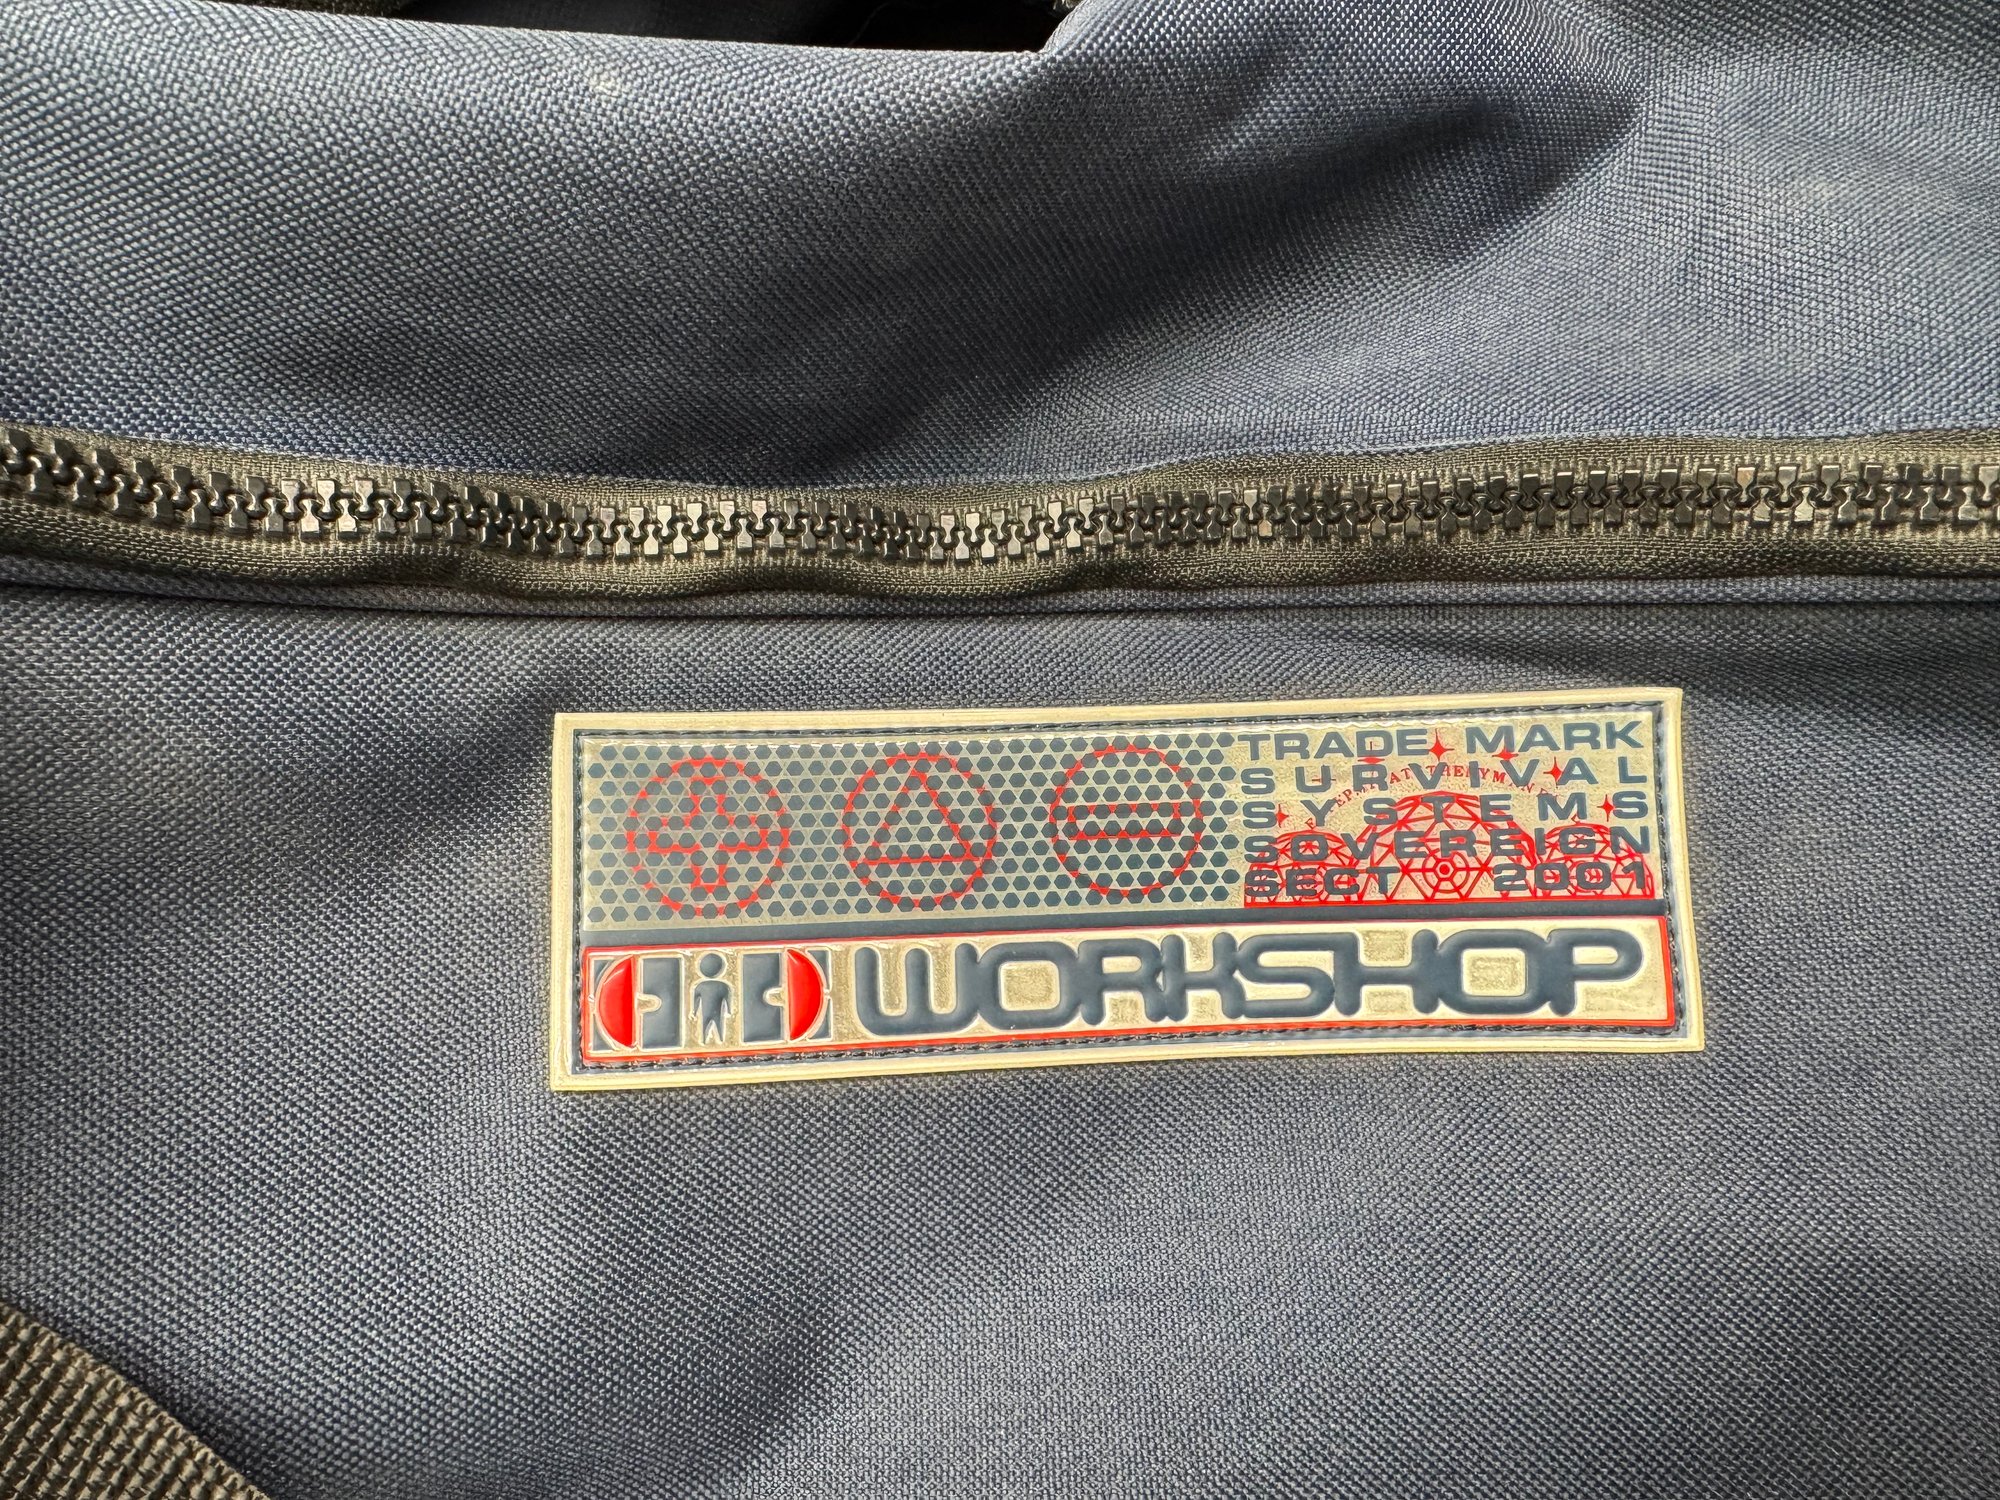 TRADE MARK
SURVIVAL
SYSTEMS
SOVEREIGN
SECT 2001
WORKSHOP